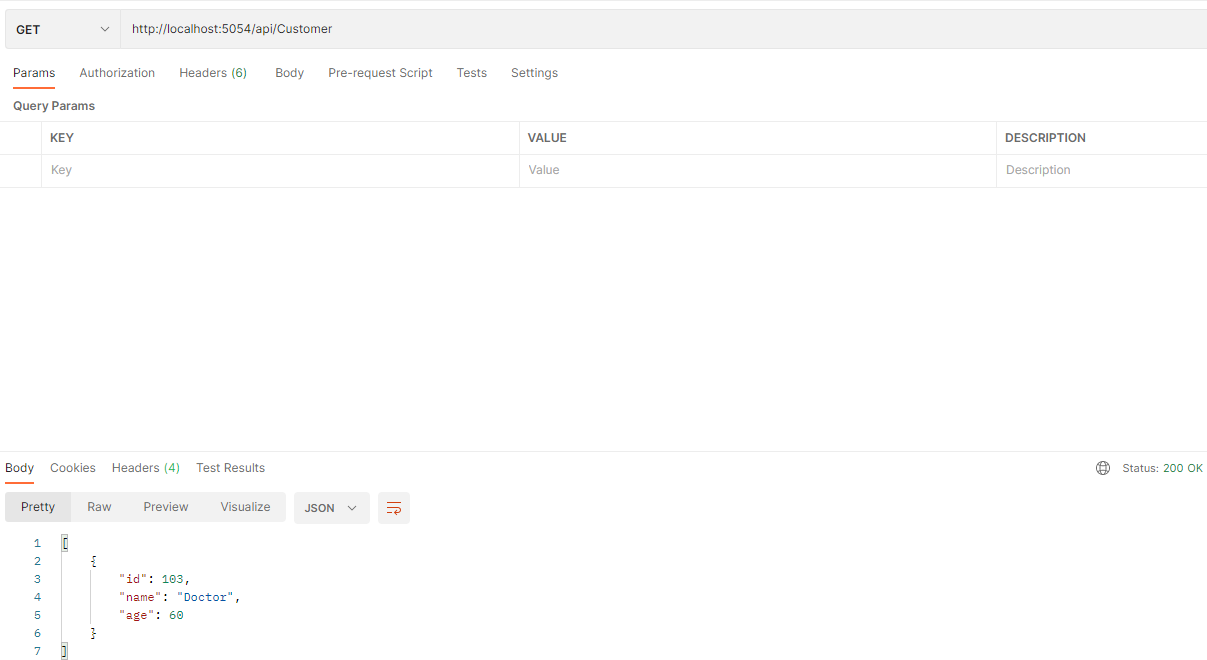 GET http://localhost:5054/api/Customer
Params Authorization Headers (6) Body Pre-request Script Tests Settings
Query Params
KEY VALUE DESCRIPTION
Key Value Description
Body Cookies Headers (4) Test Results Status: 200 OK
Pretty Raw Preview Visualize JSON
1 [
2 {
3 "id": 103,
4 "name": "Doctor",
5 "age": 60
6 }
7 ]